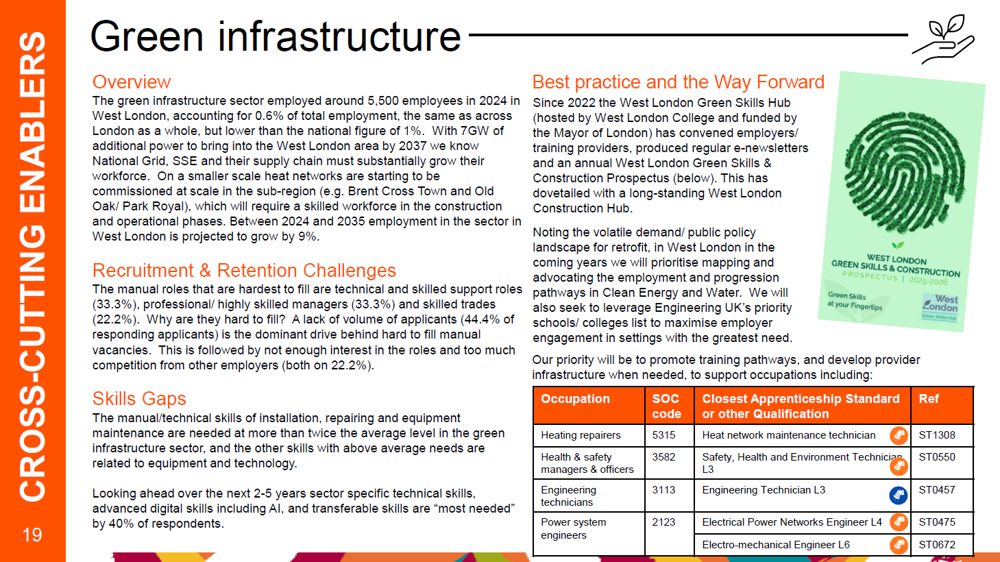 CROSS-CUTTING ENABLERS
19
Green infrastructure
Overview
The green infrastructure sector employed around 5,500 employees in 2024 in
West London, accounting for 0.6% of total employment, the same as across
London as a whole, but lower than the national figure of 1%.  With 7GW of
additional power to bring into the West London area by 2037 we know
National Grid, SSE and their supply chain must substantially grow their
workforce.  On a smaller scale heat networks are starting to be
commissioned at scale in the sub-region (e.g. Brent Cross Town and Old
Oak/ Park Royal), which will require a skilled workforce in the construction
and operational phases. Between 2024 and 2035 employment in the sector in
West London is projected to grow by 9%.
Recruitment & Retention Challenges
The manual roles that are hardest to fill are technical and skilled support roles
(33.3%), professional/ highly skilled managers (33.3%) and skilled trades
(22.2%).  Why are they hard to fill?  A lack of volume of applicants (44.4% of
responding applicants) is the dominant drive behind hard to fill manual
vacancies.  This is followed by not enough interest in the roles and too much
competition from other employers (both on 22.2%).
Skills Gaps
The manual/technical skills of installation, repairing and equipment
maintenance are needed at more than twice the average level in the green
infrastructure sector, and the other skills with above average needs are
related to equipment and technology.
Looking ahead over the next 2-5 years sector specific technical skills,
advanced digital skills including AI, and transferable skills are “most needed”
by 40% of respondents.
Best practice and the Way Forward
Since 2022 the West London Green Skills Hub
(hosted by West London College and funded by
the Mayor of London) has convened employers/
training providers, produced regular e-newsletters
and an annual West London Green Skills &
Construction Prospectus (below). This has
dovetailed with a long-standing West London
Construction Hub.
Noting the volatile demand/ public policy
landscape for retrofit, in West London in the
coming years we will prioritise mapping and
advocating the employment and progression
pathways in Clean Energy and Water.  We will
also seek to leverage Engineering UK’s priority
schools/ colleges list to maximise employer
engagement in settings with the greatest need.
WEST LONDON
GREEN SKILLS & CONSTRUCTION
PROSPECTUS | 2025-2026
Green Skills
at your Fingertips
West
London
Green Skills Hub
Our priority will be to promote training pathways, and develop provider
infrastructure when needed, to support occupations including:
Occupation SOC code Closest Apprenticeship Standard or other Qualification Ref
Heating repairers 5315 Heat network maintenance technician ST1308
Health & safety managers & officers 3582 Safety, Health and Environment Technician L3 ST0550
Engineering technicians 3113 Engineering Technician L3 ST0457
Power system engineers 2123 Electrical Power Networks Engineer L4 ST0475
Electro-mechanical Engineer L6 ST0672